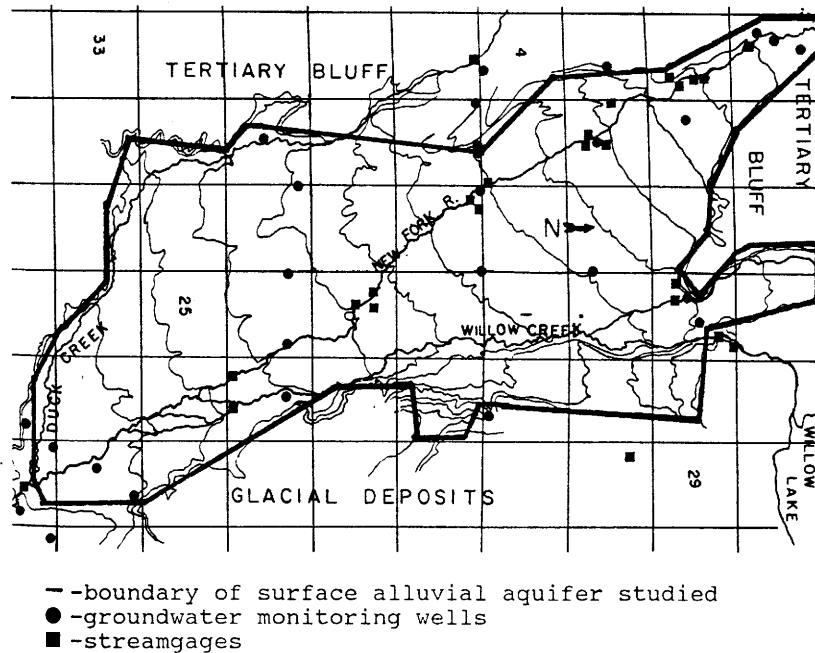 33
4
TERTIARY BLUFF
TERTIARY
BLUFF
N
NEW FORK R.
25
WILLOW CREEK
DUCK CREEK
WILLOW
LAKE
29
GLACIAL DEPOSITS
-boundary of surface alluvial aquifer studied
-groundwater monitoring wells
-streamgages